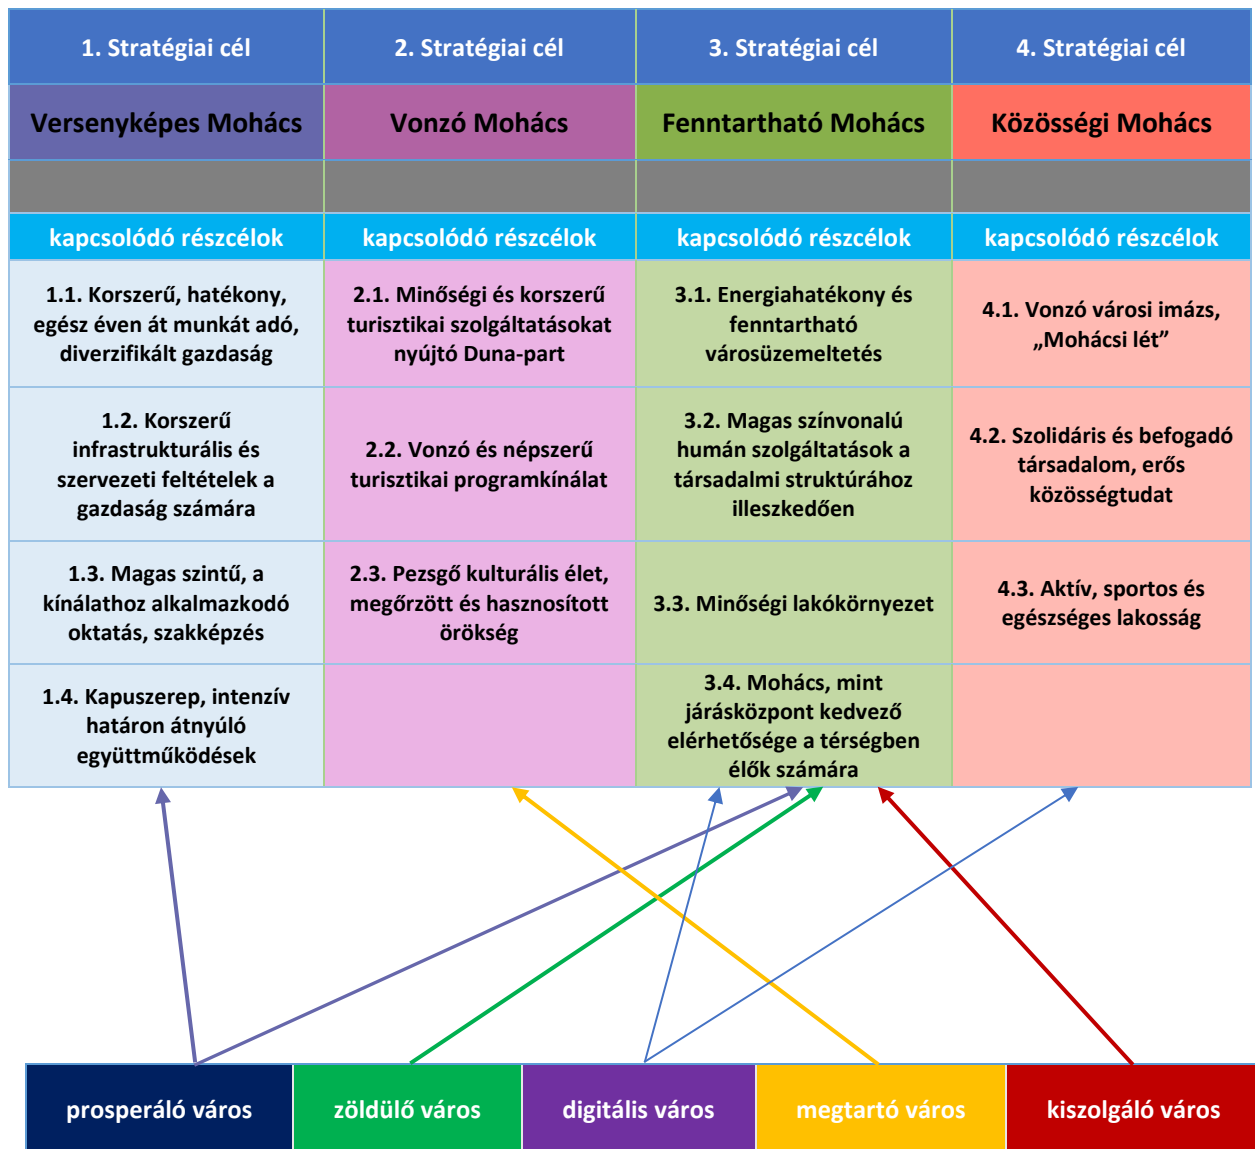 1. Stratégiai cél
2. Stratégiai cél
3. Stratégiai cél
4. Stratégiai cél
Versenyképes Mohács
Vonzó Mohács
Fenntartható Mohács
Közösségi Mohács
kapcsolódó részcélok
kapcsolódó részcélok
kapcsolódó részcélok
kapcsolódó részcélok
1.1. Korszerű, hatékony,
egész éven át munkát adó,
diverzifikált gazdaság
2.1. Minőségi és korszerű
turisztikai szolgáltatásokat
nyújtó Duna-part
3.1. Energiahatékony és
fenntartható
városüzemeltetés
4.1. Vonzó városi imázs,
„Mohácsi lét”
1.2. Korszerű
infrastrukturális és
szervezeti feltételek a
gazdaság számára
2.2. Vonzó és népszerű
turisztikai programkínálat
3.2. Magas színvonalú
humán szolgáltatások a
társadalmi struktúrához
illeszkedően
4.2. Szolidáris és befogadó
társadalom, erős
közösségtudat
1.3. Magas szintű, a
kínálathoz alkalmazkodó
oktatás, szakképzés
2.3. Pezsgő kulturális élet,
megőrzött és hasznosított
örökség
3.3. Minőségi lakókörnyezet
4.3. Aktív, sportos és
egészséges lakosság
1.4. Kapuszerep, intenzív
határon átnyúló
együttműködések
3.4. Mohács, mint
járásközpont kedvező
elérhetősége a térségben
élők számára
prosperáló város
zöldülő város
digitális város
megtartó város
kiszolgáló város